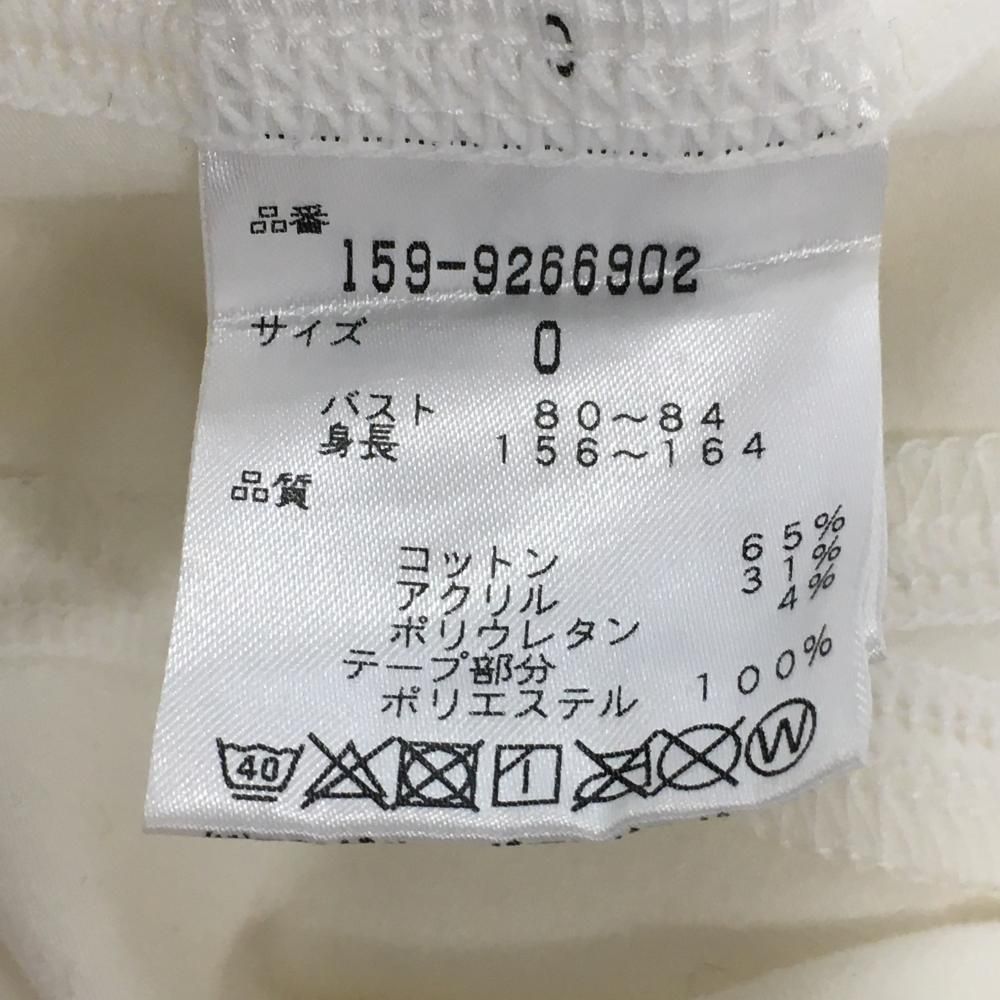 品番
159-9266902
サイズ 0
バスト 80~84
身長 156~164
品質
コットン 65%
アクリル 31%
ポリウレタン 4%
テープ部分
ポリエステル 100%
40 W